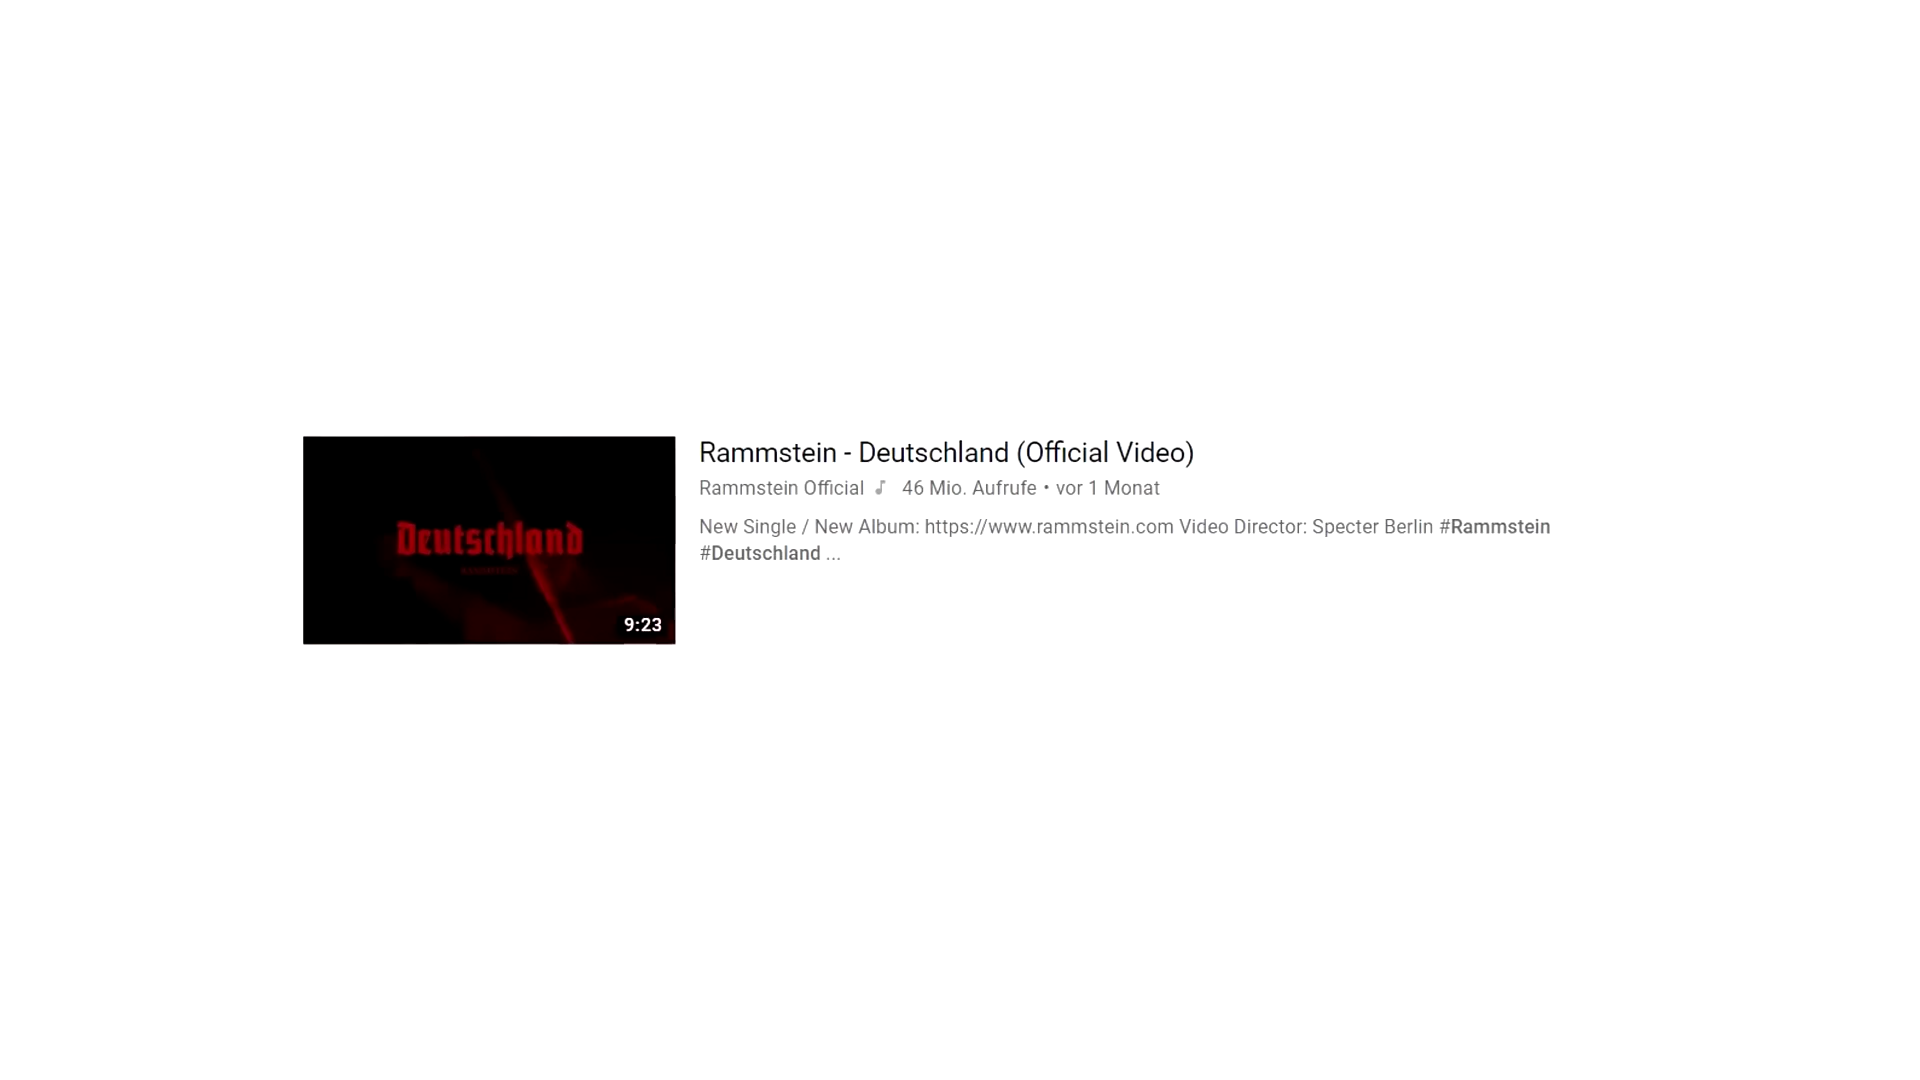 Rammstein - Deutschland (Official Video)
Rammstein Official 46 Mio. Aufrufe • vor 1 Monat
New Single / New Album: https://www.rammstein.com Video Director: Specter Berlin #Rammstein
#Deutschland ...
Deutschland
9:23